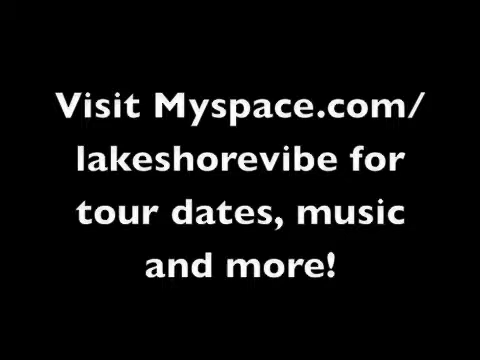 Visit Myspace.com/
lakeshorevibe for
tour dates, music
and more!